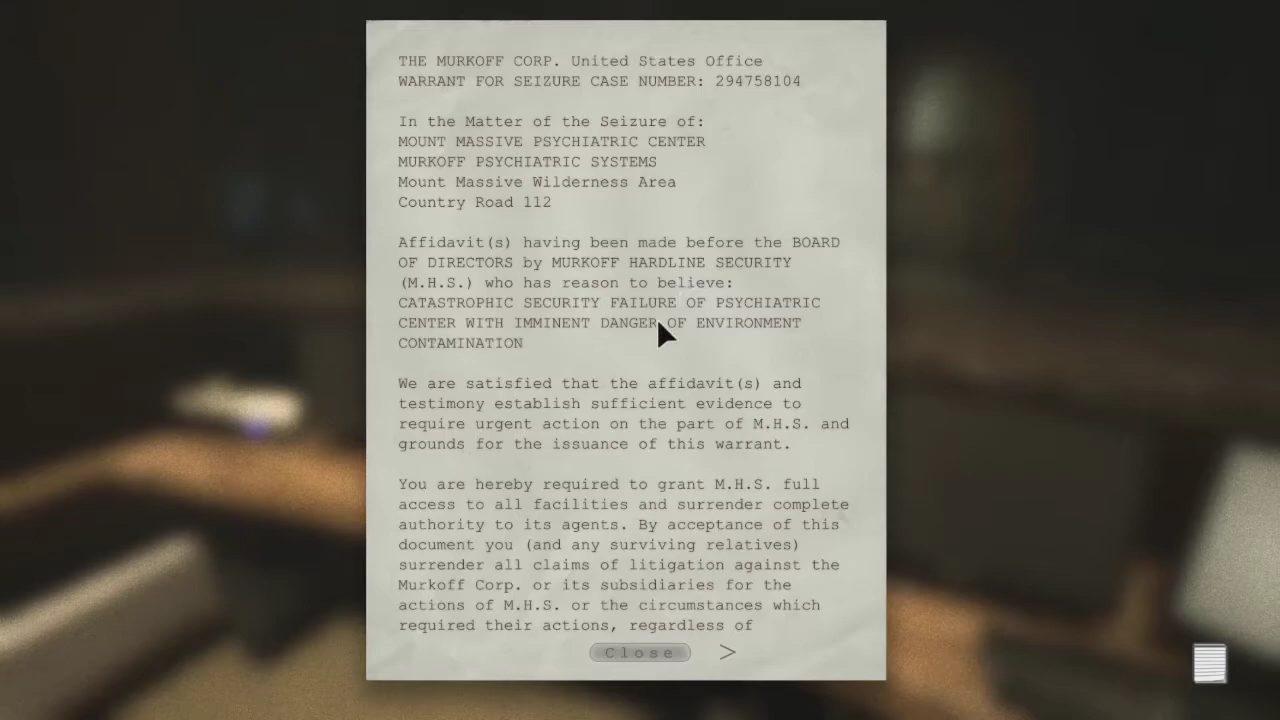 THE MURKOFF CORP. United States Office
WARRANT FOR SEIZURE CASE NUMBER: 294758104
In the Matter of the Seizure of:
MOUNT MASSIVE PSYCHIATRIC CENTER
MURKOFF PSYCHIATRIC SYSTEMS
Mount Massive Wilderness Area
Country Road 112
Affidavit(s) having been made before the BOARD
OF DIRECTORS by MURKOFF HARDLINE SECURITY
(M.H.S.) who has reason to believe:
CATASTROPHIC SECURITY FAILURE OF PSYCHIATRIC
CENTER WITH IMMINENT DANGER OF ENVIRONMENT
CONTAMINATION
We are satisfied that the affidavit(s) and
testimony establish sufficient evidence to
require urgent action on the part of M.H.S. and
grounds for the issuance of this warrant.
You are hereby required to grant M.H.S. full
access to all facilities and surrender complete
authority to its agents. By acceptance of this
document you (and any surviving relatives)
surrender all claims of litigation against the
Murkoff Corp. or its subsidiaries for the
actions of M.H.S. or the circumstances which
required their actions, regardless of
Close >